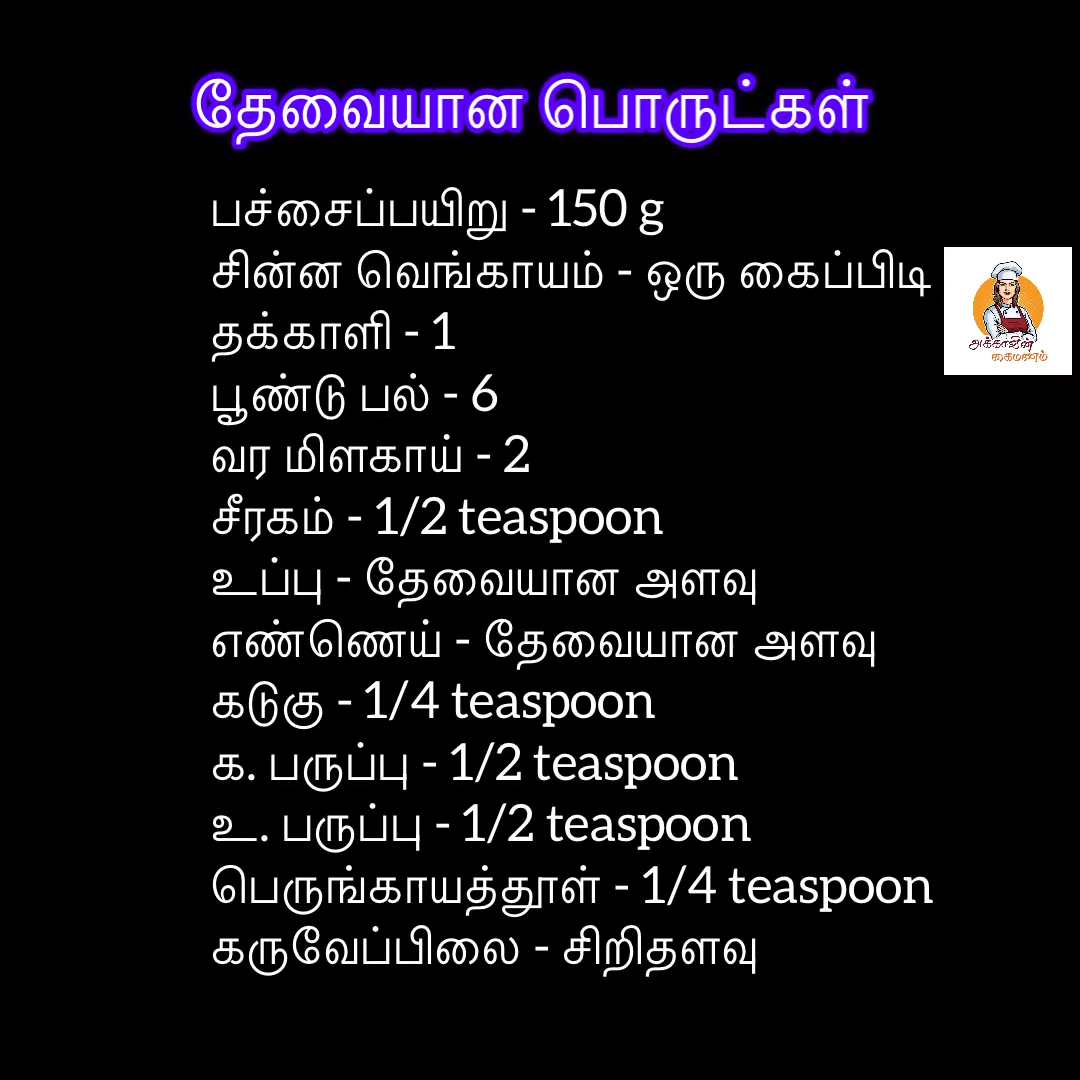 தேவையான பொருட்கள்
பச்சைப்பயிறு - 150 g
சின்ன வெங்காயம் - ஒரு கைப்பிடி
தக்காளி - 1
பூண்டு பல் - 6
வர மிளகாய் - 2
சீரகம் - 1/2 teaspoon
உப்பு - தேவையான அளவு
எண்ணெய் - தேவையான அளவு
கடுகு - 1/4 teaspoon
க. பருப்பு - 1/2 teaspoon
உ. பருப்பு - 1/2 teaspoon
பெருங்காயத்தூள் - 1/4 teaspoon
கருவேப்பிலை - சிறிதளவு
அக்காவின்
கைமணம்